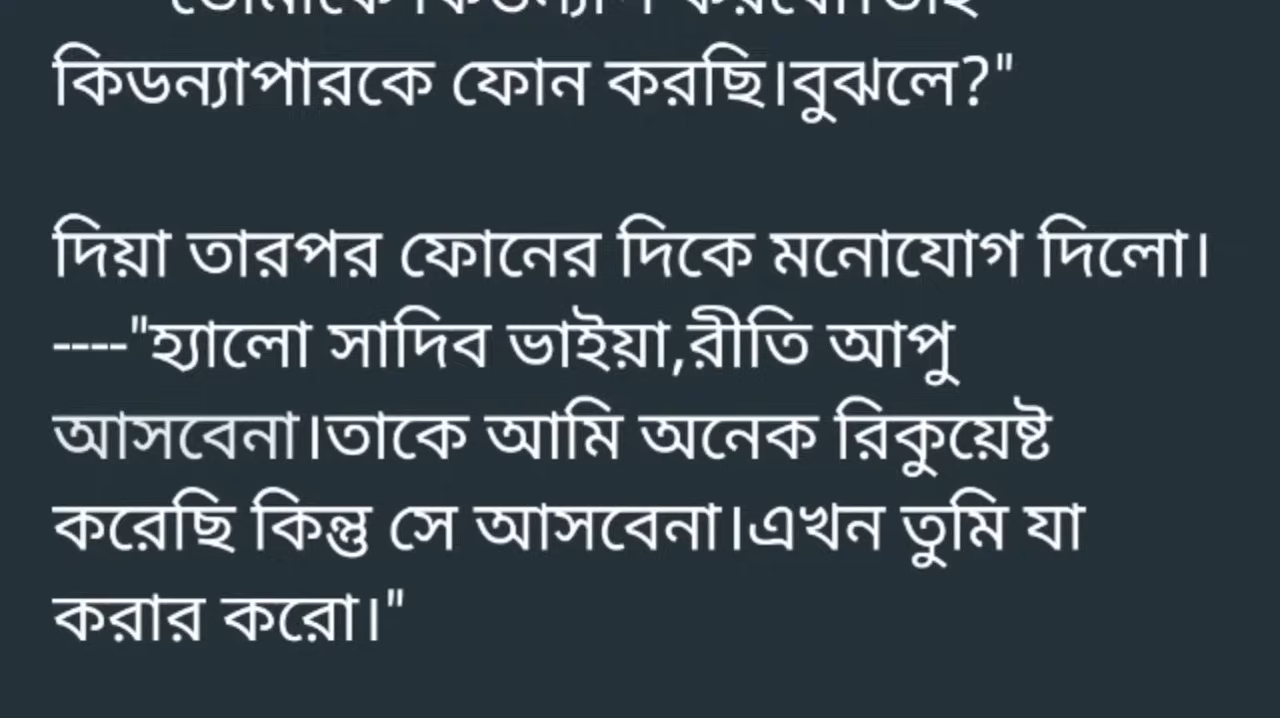 কিডন্যাপারকে ফোন করছি।বুঝলে?"
দিয়া তারপর ফোনের দিকে মনোযোগ দিলো।
----"হ্যালো সাদিব ভাইয়া,রীতি আপু
আসবেনা।তাকে আমি অনেক রিকুয়েষ্ট
করেছি কিন্তু সে আসবেনা।এখন তুমি যা
করার করো।"